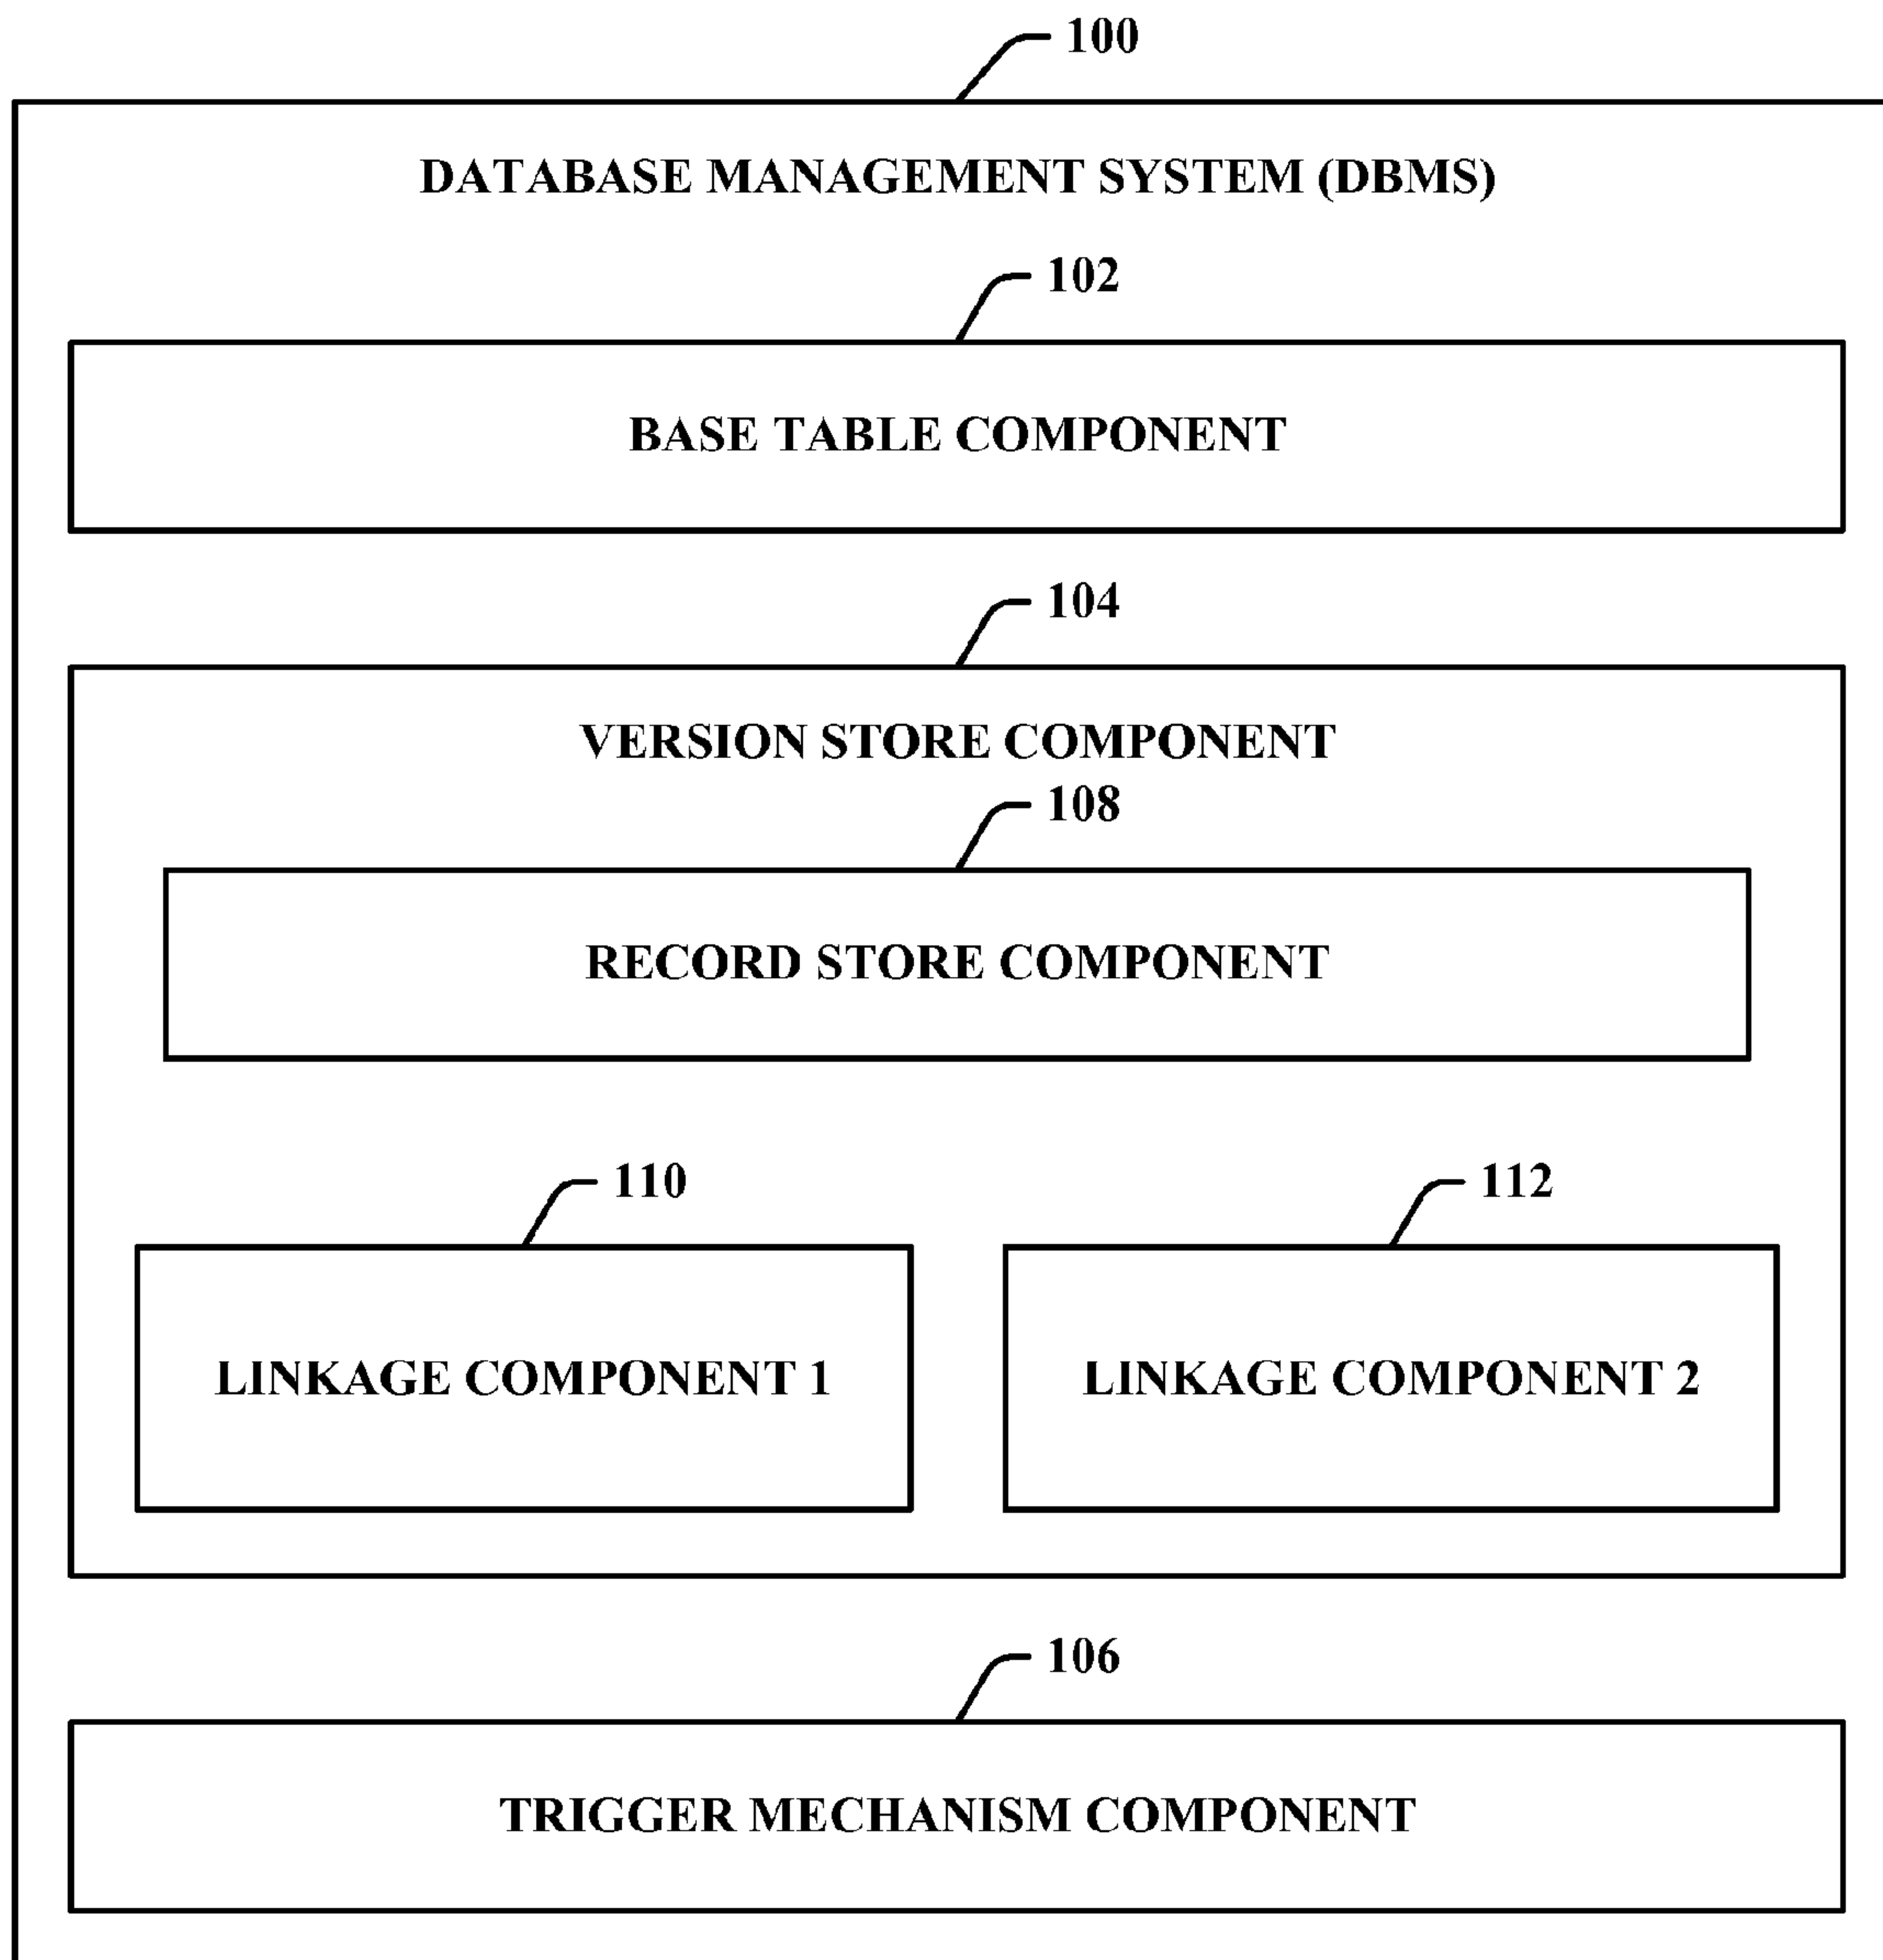 100
DATABASE MANAGEMENT SYSTEM (DBMS)
102
BASE TABLE COMPONENT
104
VERSION STORE COMPONENT
108
RECORD STORE COMPONENT
110
112
LINKAGE COMPONENT 1
LINKAGE COMPONENT 2
106
TRIGGER MECHANISM COMPONENT